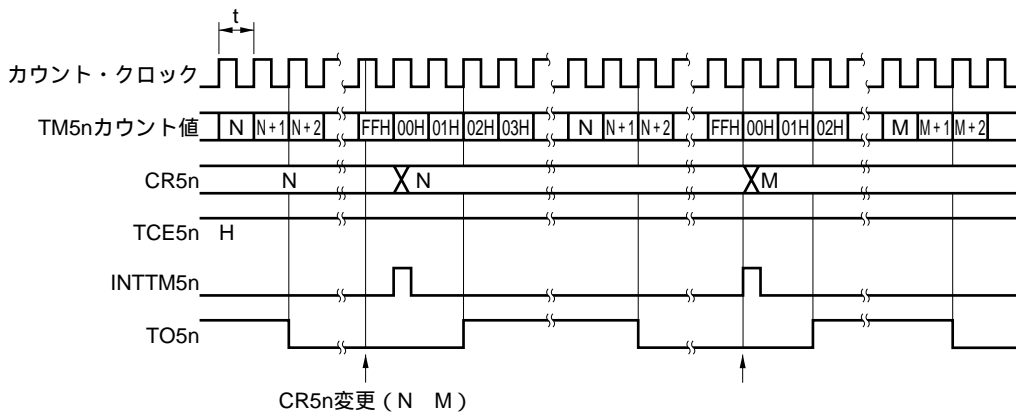 t
カウント・クロック
TM5nカウント値 N N+1 N+2 FFH 00H 01H 02H 03H N N+1 N+2 FFH 00H 01H 02H M M+1 M+2
CR5n N N M
TCE5n H
INTTM5n
TO5n
CR5n変更(N M)